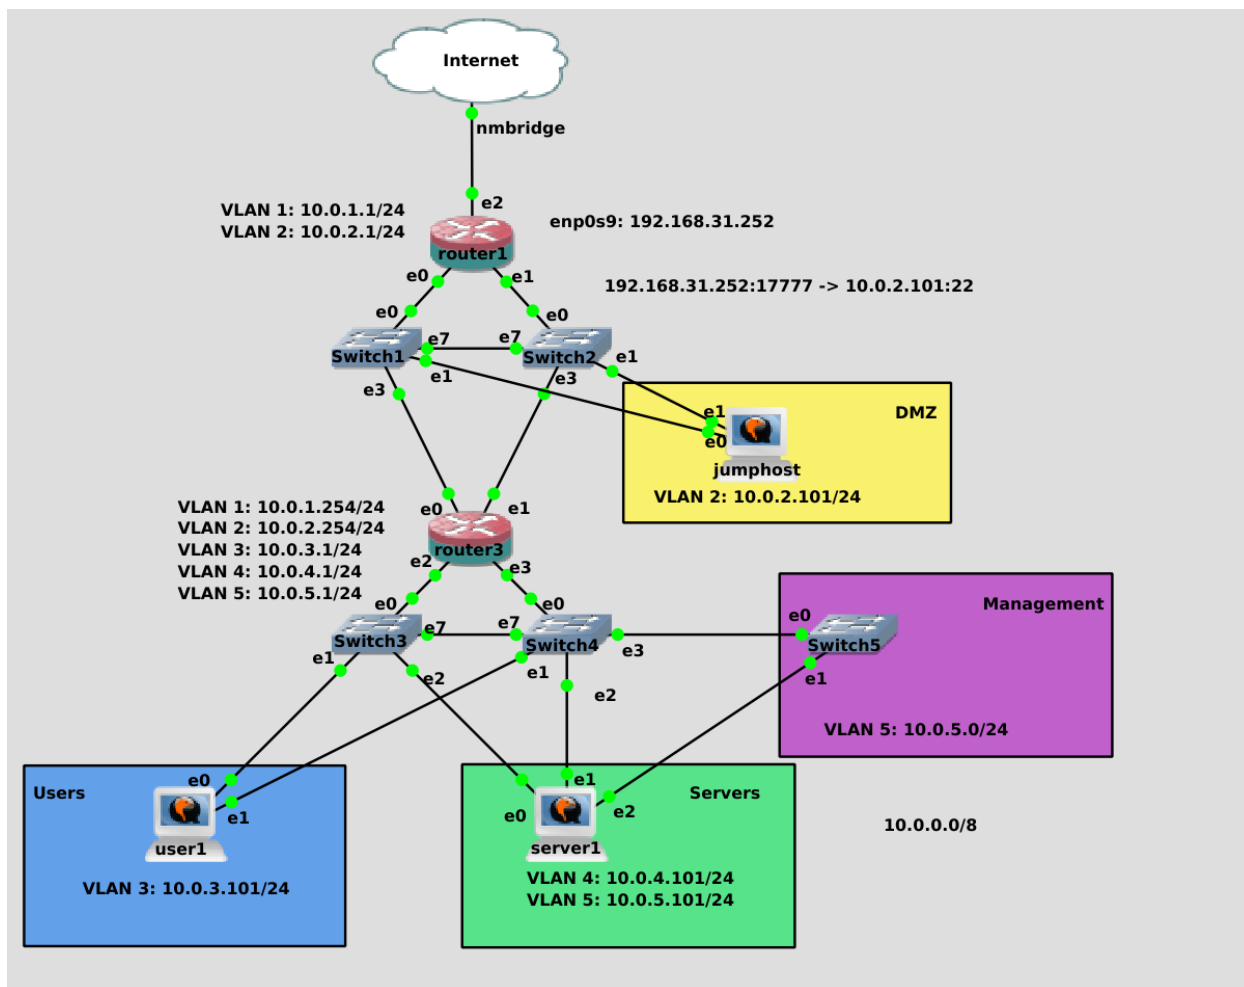 Internet
nmbridge
e2
VLAN 1: 10.0.1.1/24
VLAN 2: 10.0.2.1/24
enp0s9: 192.168.31.252
router1
e0
e1
192.168.31.252:17777 -> 10.0.2.101:22
e0
e0
e7
e7
Switch1
Switch2
e1
e1
e3
e3
DMZ
e1
e0
jumphost
VLAN 2: 10.0.2.101/24
VLAN 1: 10.0.1.254/24
VLAN 2: 10.0.2.254/24
VLAN 3: 10.0.3.1/24
VLAN 4: 10.0.4.1/24
VLAN 5: 10.0.5.1/24
e0
e1
router3
e2
e3
e0
e0
Management
e0
e7
e7
Switch3
Switch4
Switch5
e3
e1
e2
e1
e1
e2
VLAN 5: 10.0.5.0/24
Users
e0
e1
user1
VLAN 3: 10.0.3.101/24
Servers
e1
e0
e2
server1
VLAN 4: 10.0.4.101/24
VLAN 5: 10.0.5.101/24
10.0.0.0/8